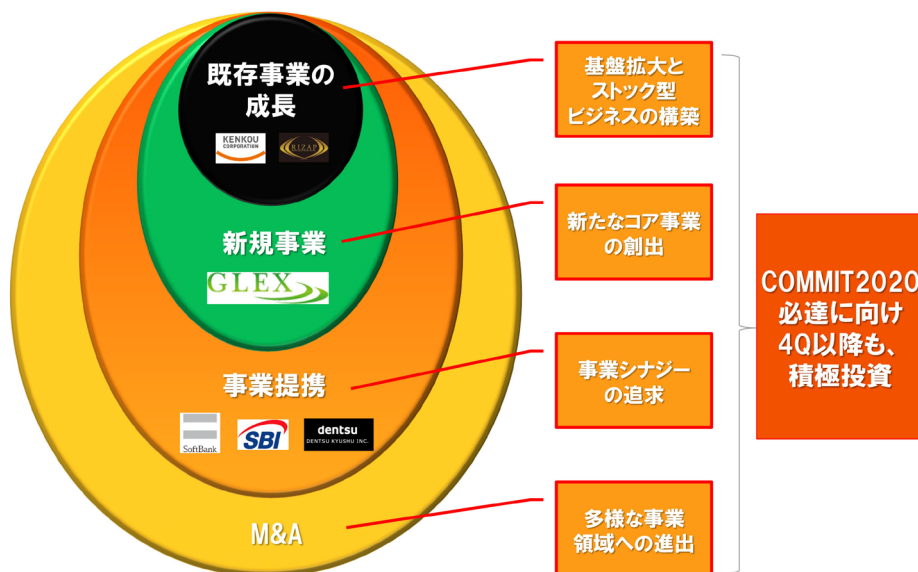 既存事業の
成長
KENKOU
CORPORATION
RIZAP
新規事業
GLEX
事業提携
SoftBank
SBI
dentsu
DENTSU KYUSHU INC.
M&A
基盤拡大と
ストック型
ビジネスの構築
新たなコア事業
の創出
事業シナジー
の追求
多様な事業
領域への進出
COMMIT2020
必達に向け
4Q以降も、
積極投資